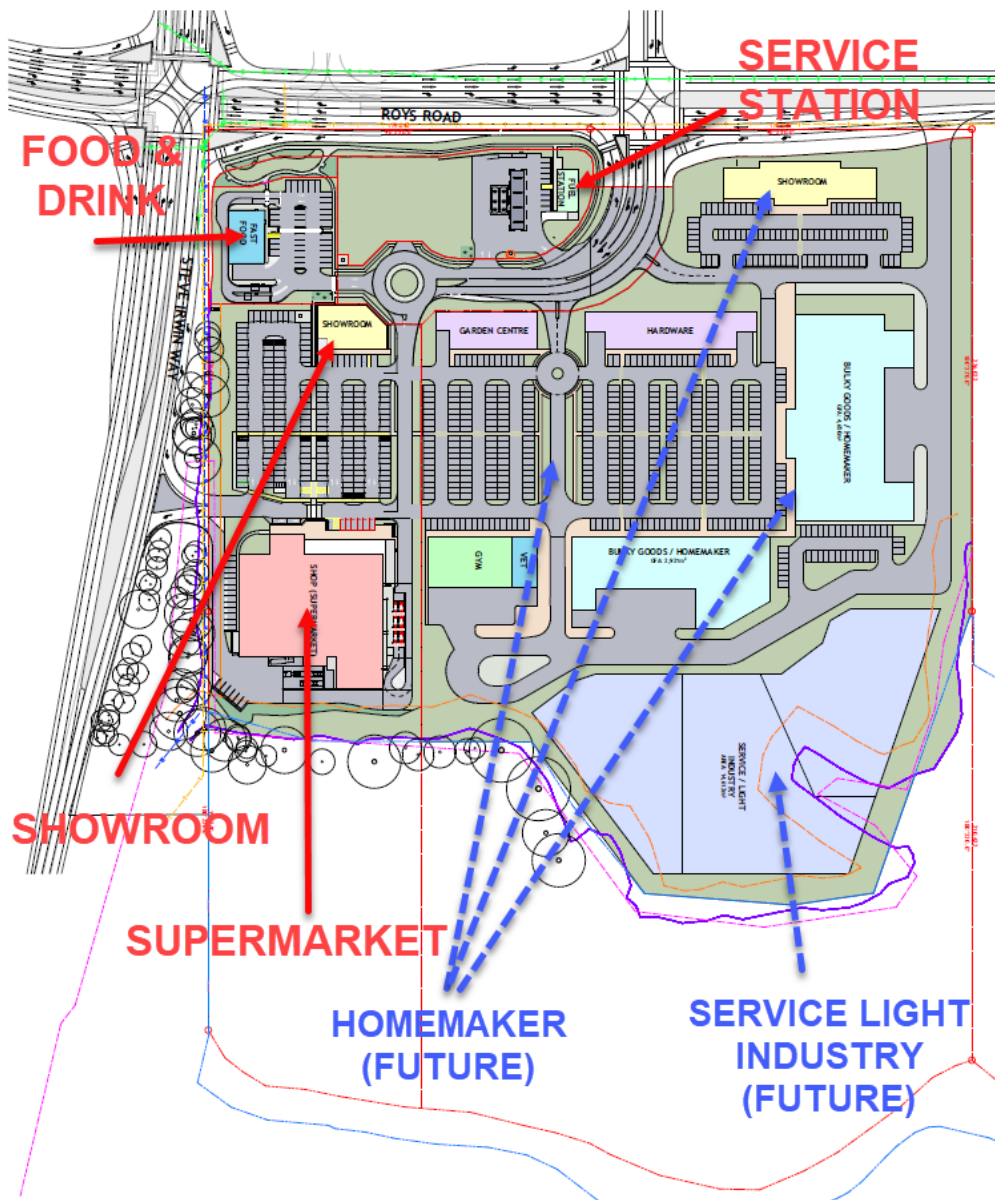 SERVICE
STATION
ROYS ROAD
FOOD &
DRINK
FUEL
STATION
SHOWROOM
FAST
FOOD
STEVE IRWIN WAY
SHOWROOM
GARDEN CENTRE
HARDWARE
BULKY GOODS / HOMEMAKER
GYM
VET
BULKY GOODS / HOMEMAKER
SHOP (SUPERMARKET)
SERVICE / LIGHT
INDUSTRY
SHOWROOM
SUPERMARKET
HOMEMAKER
(FUTURE)
SERVICE LIGHT
INDUSTRY
(FUTURE)